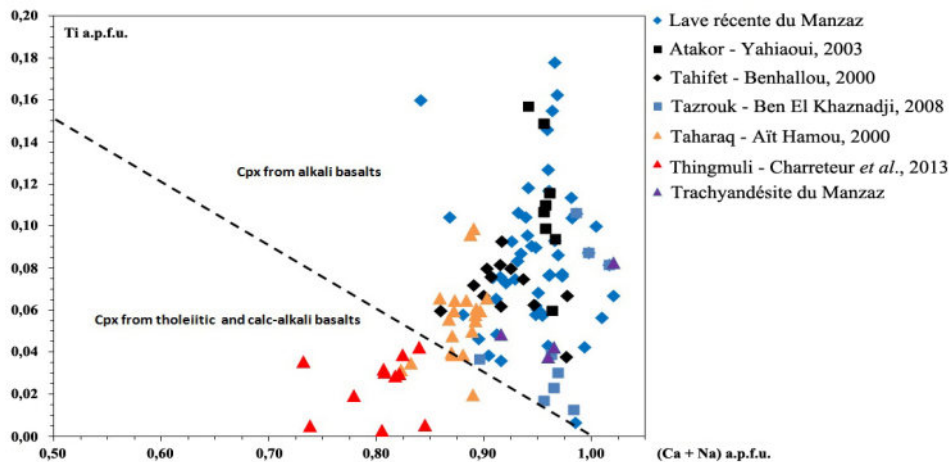 0,20
Ti a.p.f.u.
0,18
0,16
0,14
0,12
0,10
0,08
0,06
0,04
0,02
0,00
Cpx from alkali basalts
Cpx from tholeiitic and calc-alkali basalts
0,50
0,60
0,70
0,80
0,90
1,00
(Ca + Na) a.p.f.u.
Lave récente du Manzaz
Atakor - Yahiaoui, 2003
Tahifet - Benhallou, 2000
Tazrouk - Ben El Khaznadji, 2008
Taharaq - Aït Hamou, 2000
Thingmuli - Charreteur et al., 2013
Trachyandésite du Manzaz